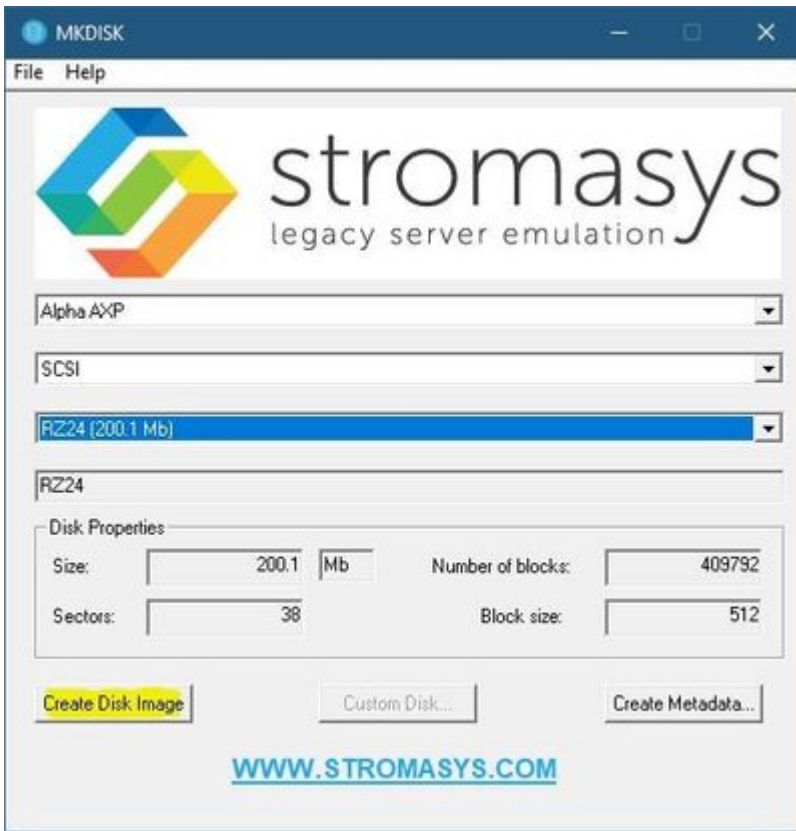 MKDISK
File Help
stromasys
legacy server emulation
Alpha AXP
SCSI
RZ24 (200.1 Mb)
RZ24
Disk Properties
Size: 200.1 Mb Number of blocks: 409792
Sectors: 38 Block size: 512
Create Disk Image Custom Disk... Create Metadata...
WWW.STROMASYS.COM